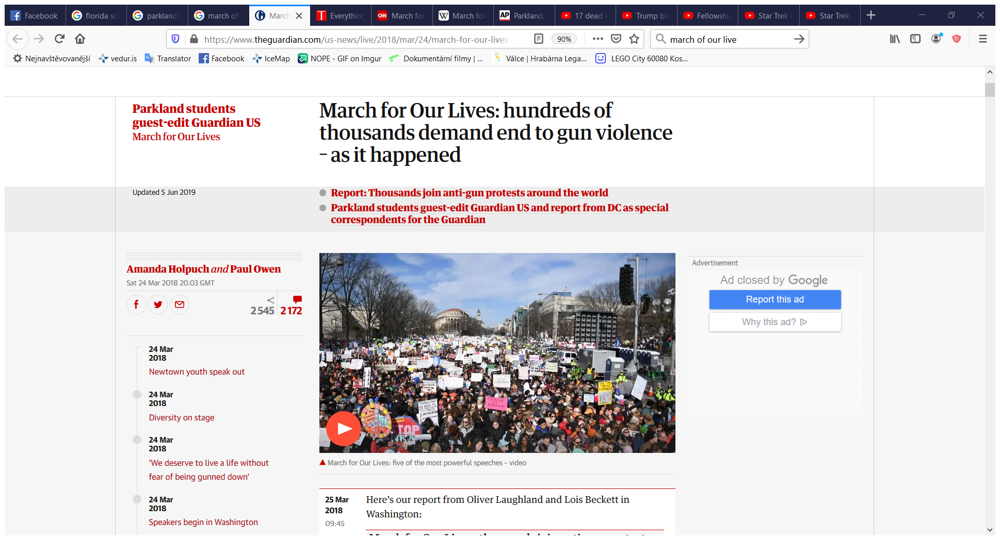 Facebook
florida sc
parkland s
march of
March
Everything
March for
March for
Parkland,
17 dead i
Trump bla
Fellowship
Star Trek
Star Trek
https://www.theguardian.com/us-news/live/2018/mar/24/march-for-our-lives-
90%
march of our live
Nejnavštěvovanější
vedur.is
Translator
Facebook
IceMap
NOPE - GIF on Imgur
Dokumentární filmy | ...
Válce | Hrabárna Lega...
LEGO City 60080 Kos...
Parkland students
guest-edit Guardian US
March for Our Lives
March for Our Lives: hundreds of
thousands demand end to gun violence
– as it happened
Updated 5 Jun 2019
Report: Thousands join anti-gun protests around the world
Parkland students guest-edit Guardian US and report from DC as special
correspondents for the Guardian
Amanda Holpuch and Paul Owen
Sat 24 Mar 2018 20.03 GMT
2545
2172
24 Mar
2018
Newtown youth speak out
24 Mar
2018
Diversity on stage
24 Mar
2018
'We deserve to live a life without
fear of being gunned down'
24 Mar
2018
Speakers begin in Washington
ENOUGH
IS
ENOUGH
4:04
STOP
March for Our Lives: five of the most powerful speeches – video
25 Mar
2018
09:45
Here's our report from Oliver Laughland and Lois Beckett in
Washington:
Advertisement
Ad closed by Google
Report this ad
Why this ad?